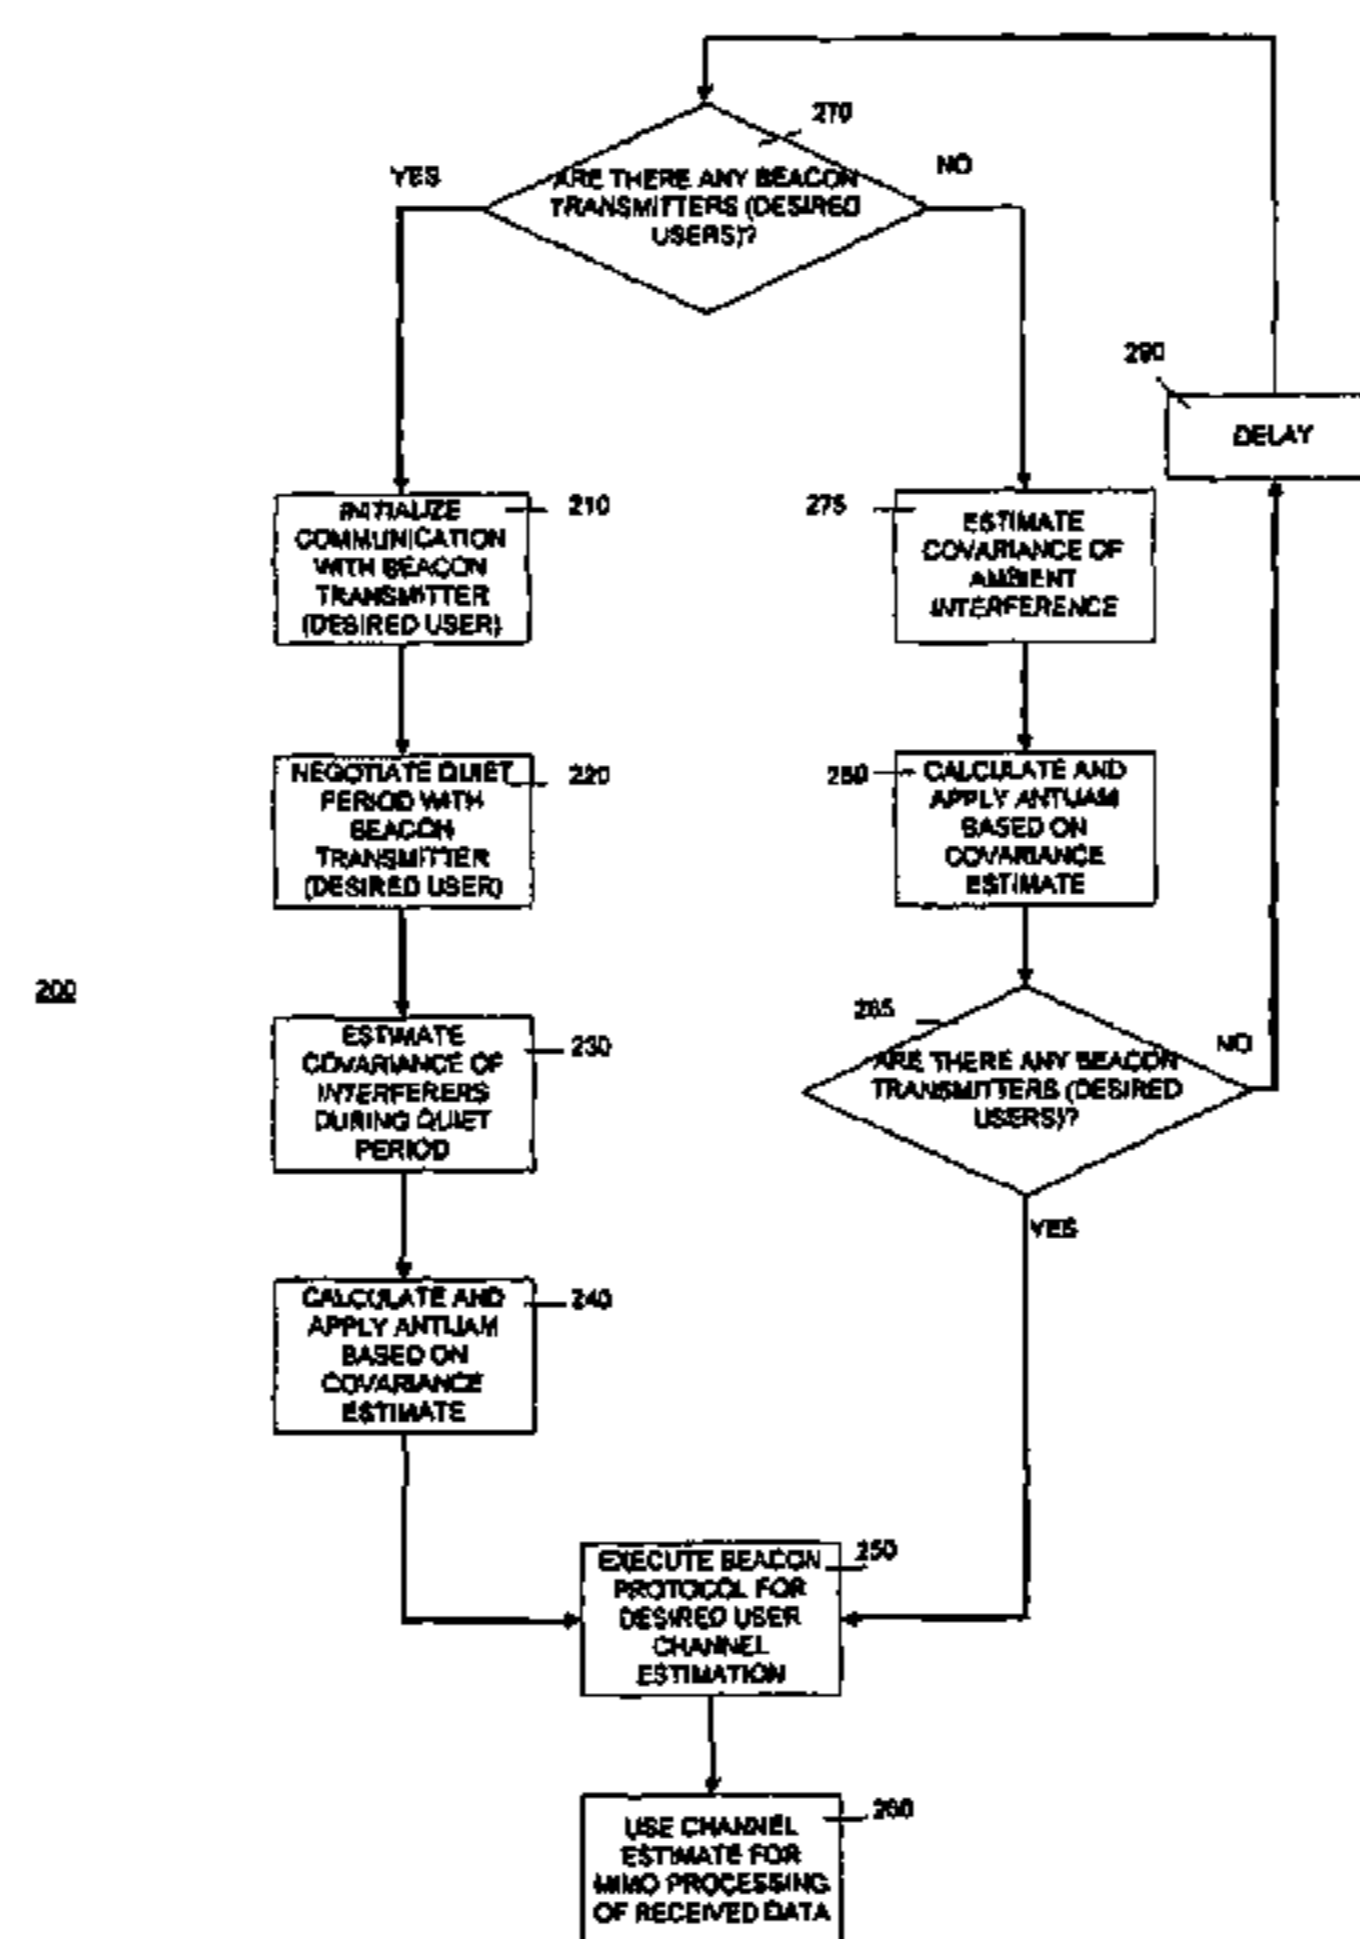 270
YES
NO
ARE THERE ANY BEACON
TRANSMITTERS (DESIRED
USERS)?
290
DELAY
INITIALIZE
COMMUNICATION
WITH BEACON
TRANSMITTER
(DESIRED USER)
210
275
ESTIMATE
COVARIANCE OF
AMBIENT
INTERFERENCE
NEGOTIATE QUIET
PERIOD WITH
BEACON
TRANSMITTER
(DESIRED USER)
220
280
CALCULATE AND
APPLY ANTIJAM
BASED ON
COVARIANCE
ESTIMATE
200
ESTIMATE
COVARIANCE OF
INTERFERERS
DURING QUIET
PERIOD
230
285
ARE THERE ANY BEACON
TRANSMITTERS (DESIRED
USERS)?
NO
YES
CALCULATE AND
APPLY ANTIJAM
BASED ON
COVARIANCE
ESTIMATE
240
EXECUTE BEACON
PROTOCOL FOR
DESIRED USER
CHANNEL
ESTIMATION
250
USE CHANNEL
ESTIMATE FOR
MIMO PROCESSING
OF RECEIVED DATA
260